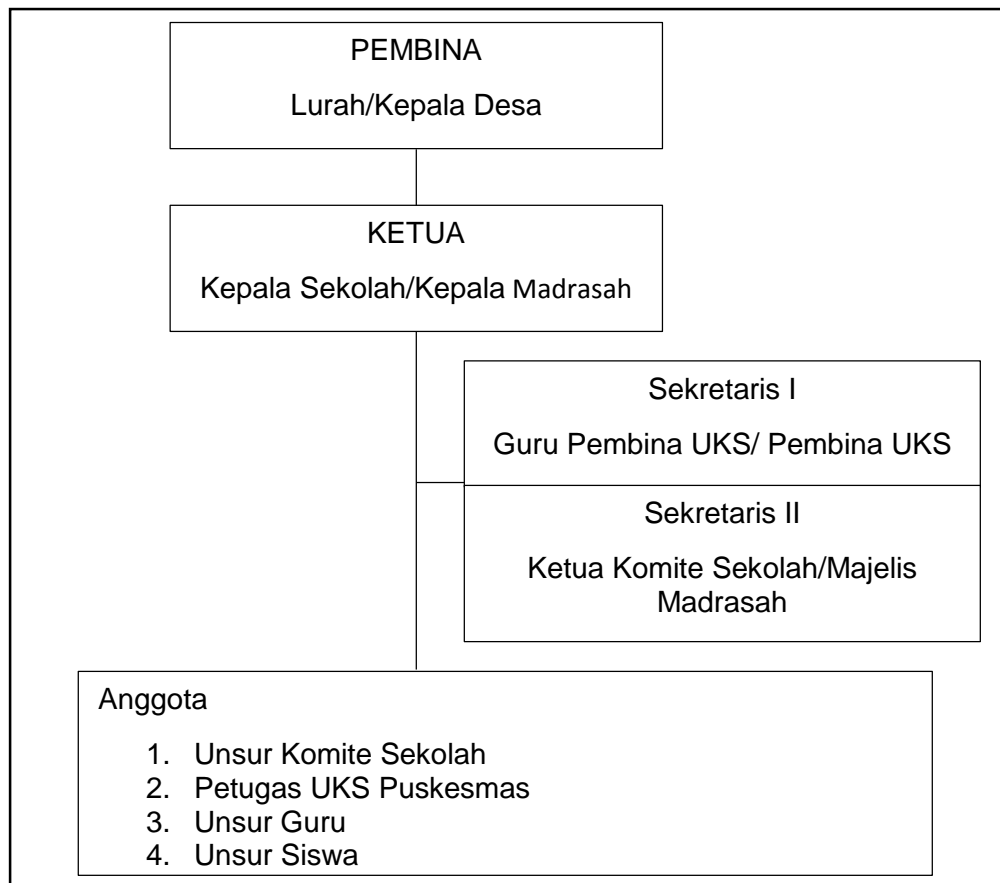 PEMBINA
Lurah/Kepala Desa
KETUA
Kepala Sekolah/Kepala Madrasah
Sekretaris I
Guru Pembina UKS/ Pembina UKS
Sekretaris II
Ketua Komite Sekolah/Majelis
Madrasah
Anggota
1. Unsur Komite Sekolah
2. Petugas UKS Puskesmas
3. Unsur Guru
4. Unsur Siswa